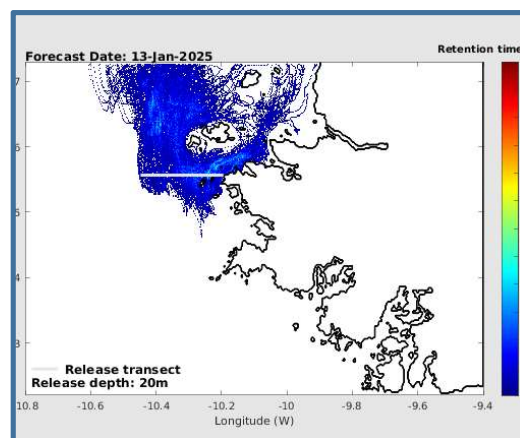 Retention time
Forecast Date: 13-Jan-2025
7
6
5
4
3
Release transect
Release depth: 20m
10.8 -10.6 -10.4 -10.2 -10 -9.8 -9.6 -9.4
Longitude (W)